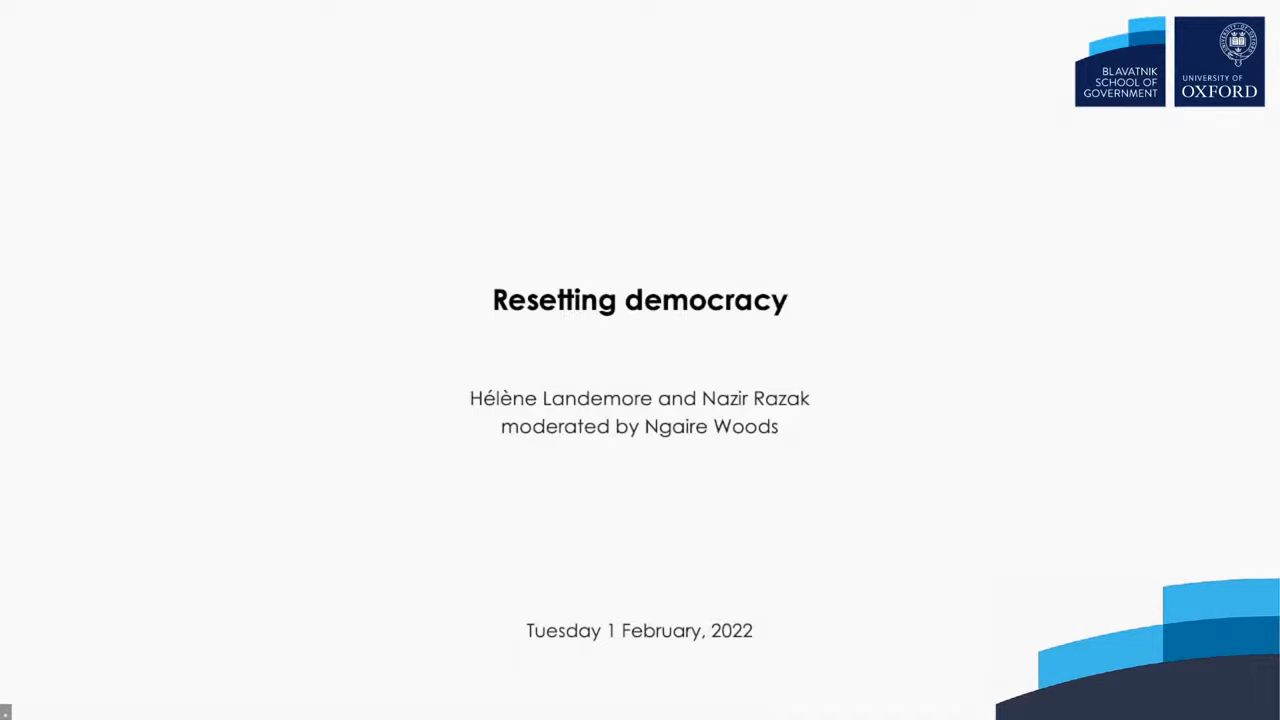 BLAVATNIK
SCHOOL OF
GOVERNMENT
UNIVERSITY OF
OXFORD
Resetting democracy
Hélène Landemore and Nazir Razak
moderated by Ngaire Woods
Tuesday 1 February, 2022